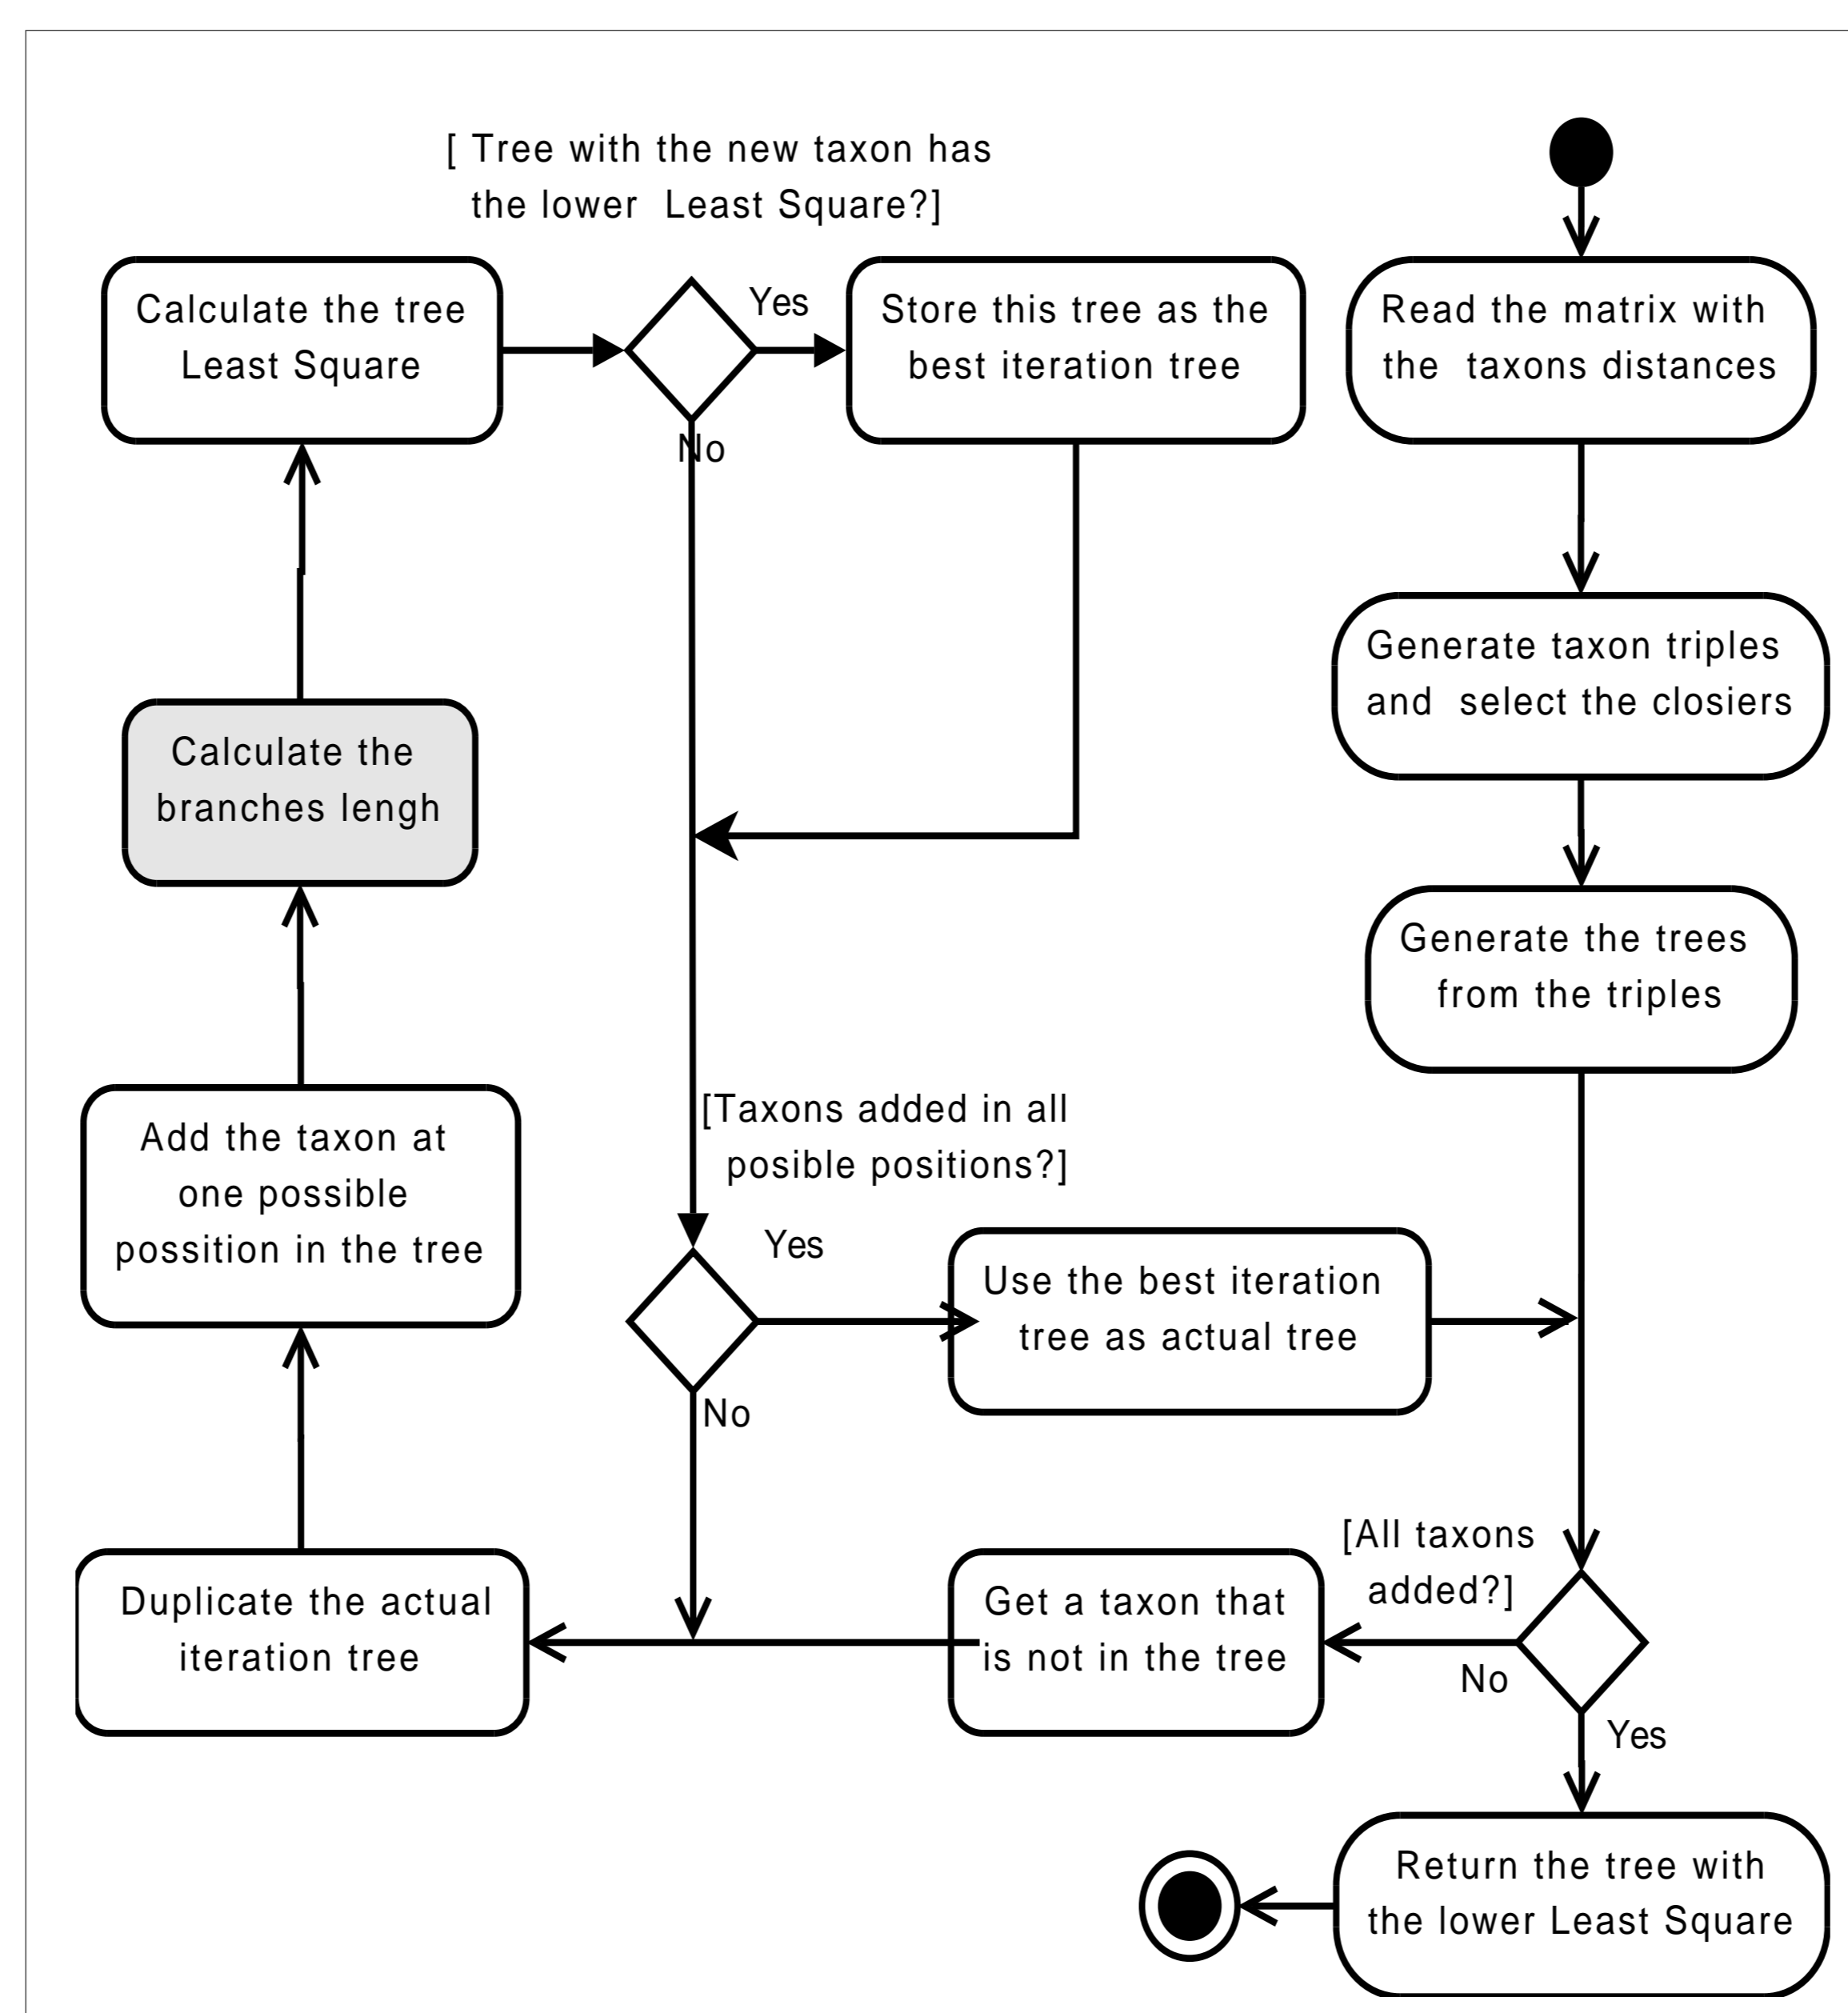 [ Tree with the new taxon has
the lower  Least Square?]
Calculate the tree
Least Square
Yes
No
Store this tree as the
best iteration tree
Read the matrix with
the  taxons distances
Generate taxon triples
and  select the closiers
Calculate the
branches lengh
Generate the trees
from the triples
Add the taxon at
one possible
possition in the tree
[Taxons added in all
posible positions?]
Yes
No
Use the best iteration
tree as actual tree
Duplicate the actual
iteration tree
Get a taxon that
is not in the tree
[All taxons
added?]
No
Yes
Return the tree with
the lower Least Square